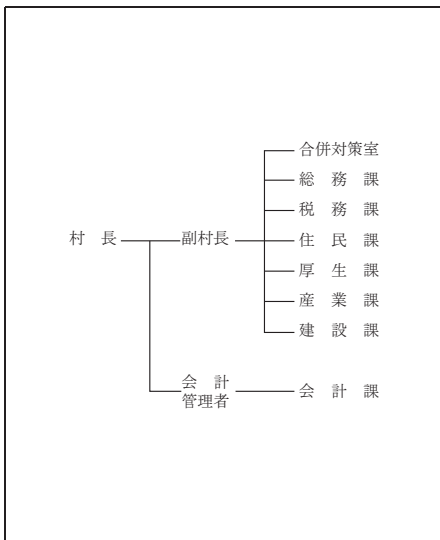 合併対策室
総務課
税務課
村長 副村長 住民課
厚生課
産業課
建設課
会計
管理者
会計課